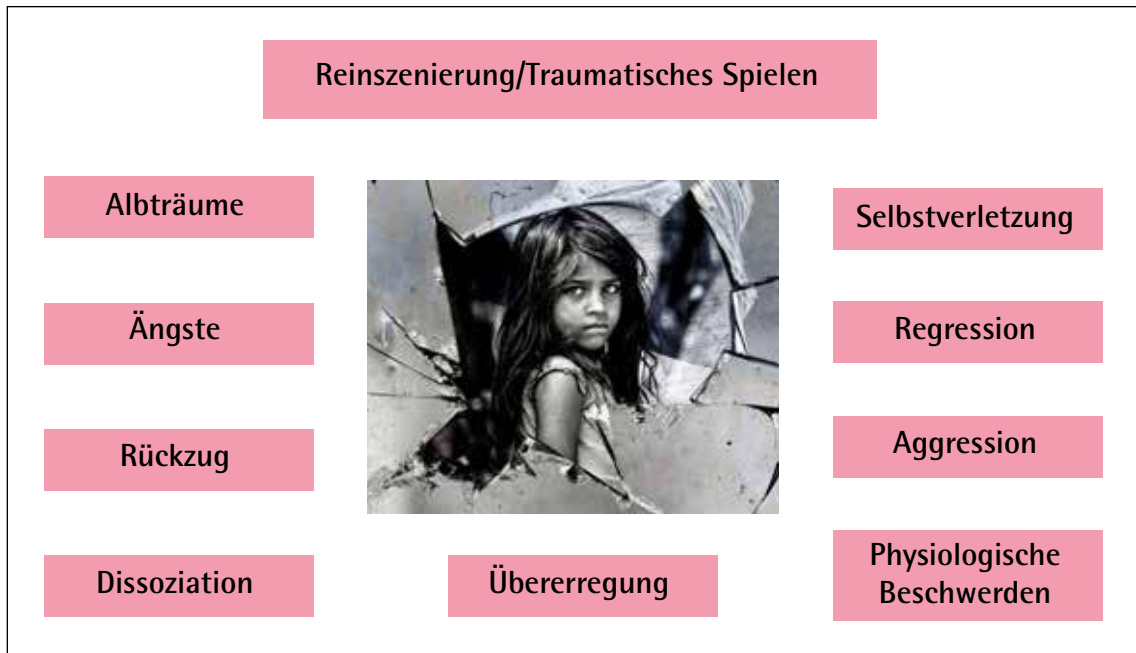 Reinszenierung/Traumatisches Spielen
Albträume
Selbstverletzung
Ängste
Regression
Rückzug
Aggression
Dissoziation
Übererregung
Physiologische
Beschwerden